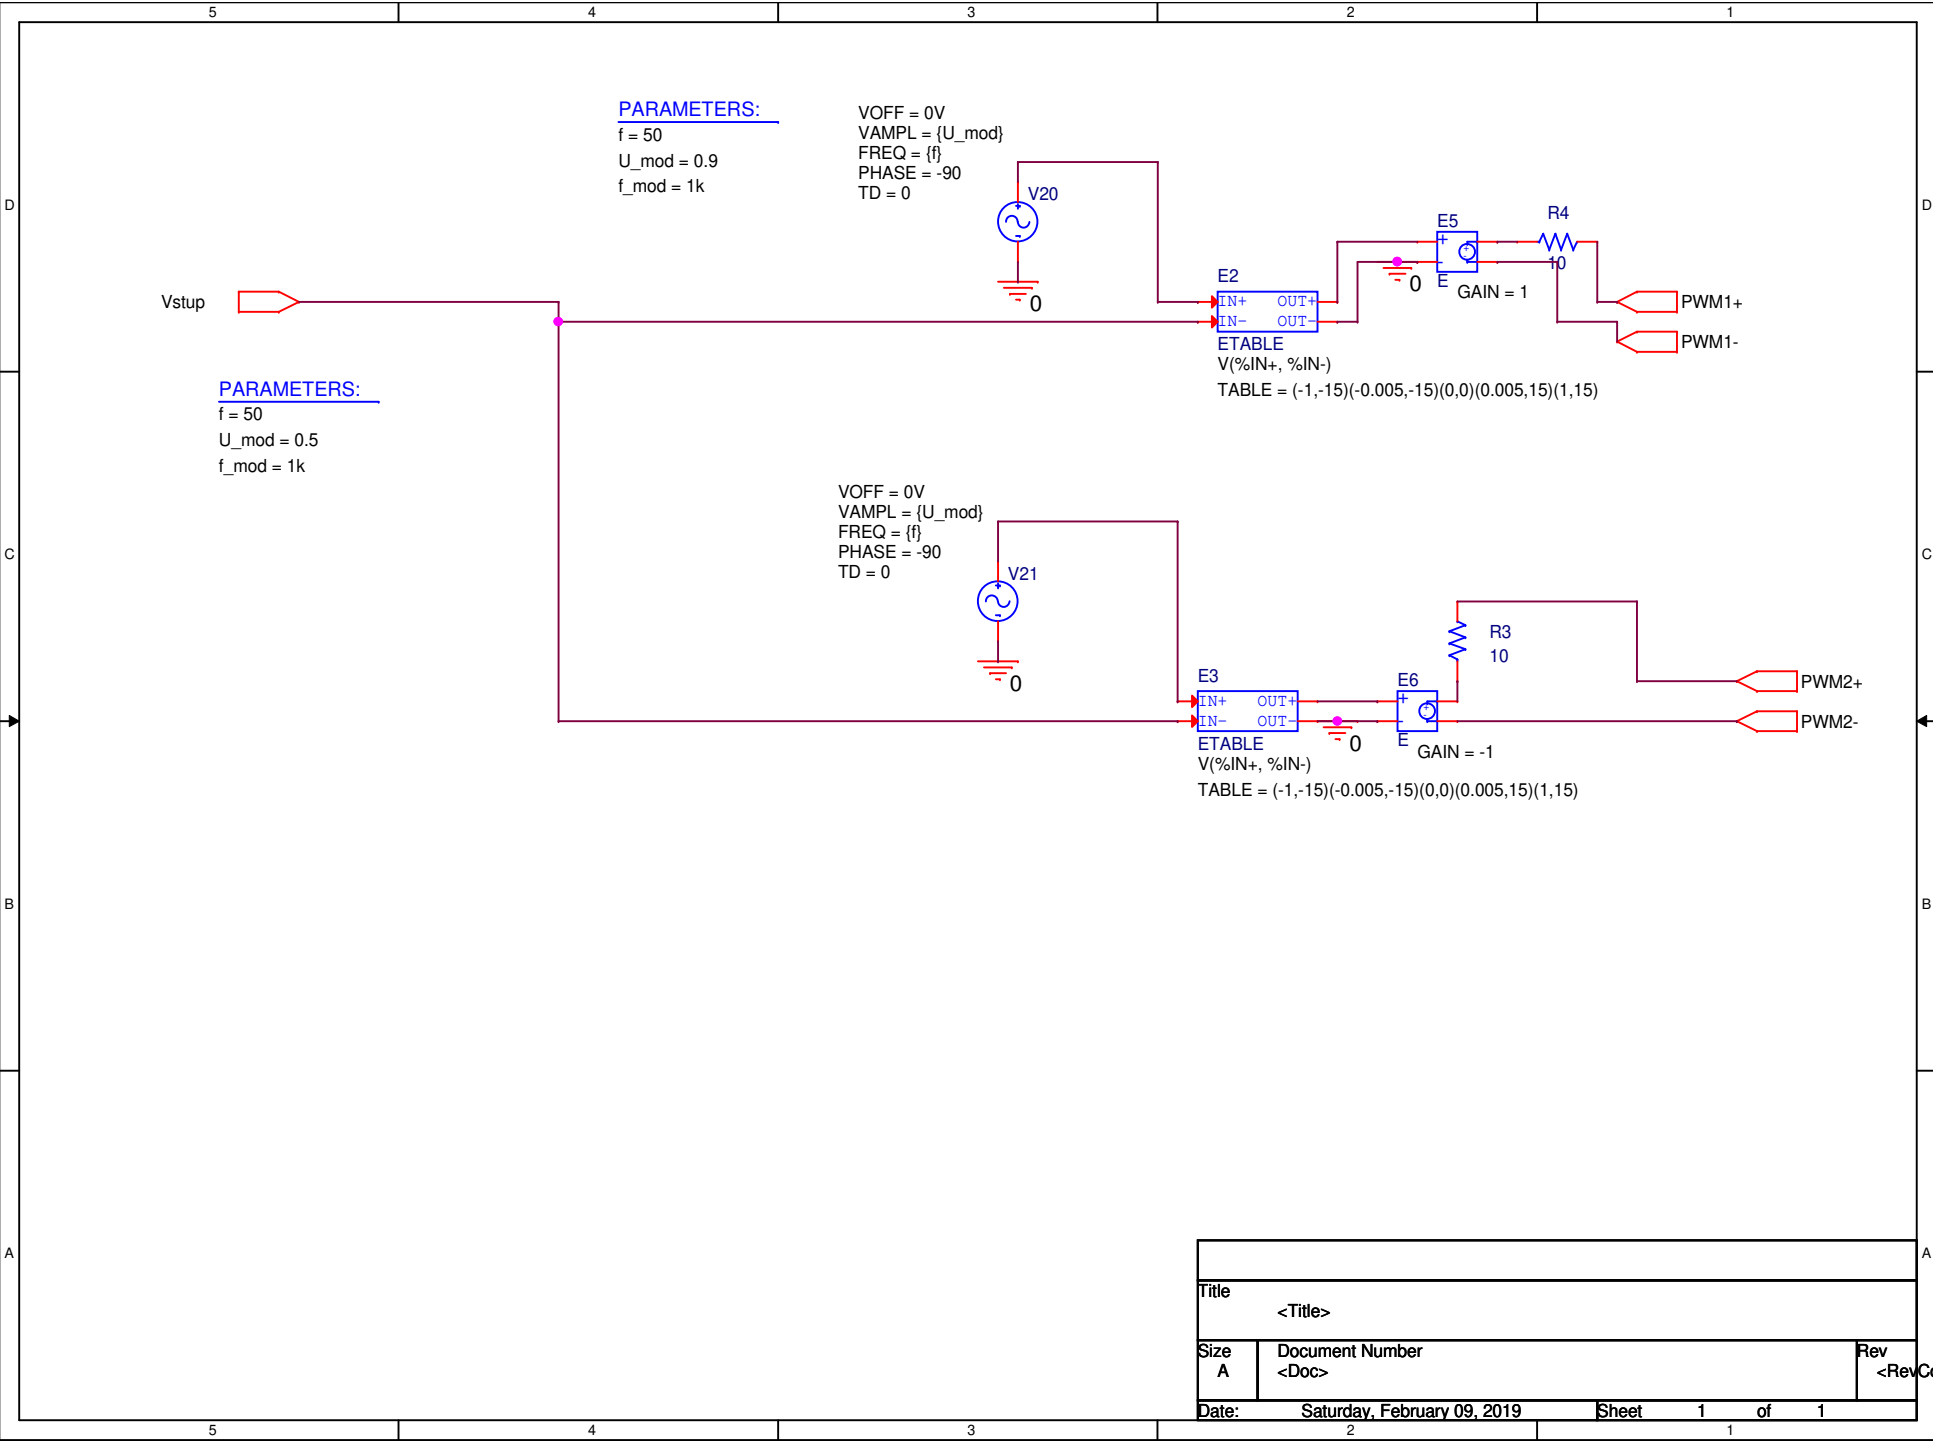 5 4 3 2 1
PARAMETERS:
f = 50
U_mod = 0.9
f_mod = 1k
VOFF = 0V
VAMPL = {U_mod}
FREQ = {f}
PHASE = -90
TD = 0
V20
+
-
0
D
D
E5
+
-
E
GAIN = 1
R4
10
0
E2
IN+ OUT+
IN- OUT-
ETABLE
V(%IN+, %IN-)
TABLE = (-1,-15)(-0.005,-15)(0,0)(0.005,15)(1,15)
PWM1+
PWM1-
Vstup
PARAMETERS:
f = 50
U_mod = 0.5
f_mod = 1k
VOFF = 0V
VAMPL = {U_mod}
FREQ = {f}
PHASE = -90
TD = 0
V21
+
-
0
C
C
R3
10
E3
IN+ OUT+
IN- OUT-
ETABLE
V(%IN+, %IN-)
TABLE = (-1,-15)(-0.005,-15)(0,0)(0.005,15)(1,15)
0
E6
+
-
E
GAIN = -1
PWM2+
PWM2-
B
B
A
A
Title
<Title>
Size
A
Document Number
<Doc>
Rev
<RevCo
Date: Saturday, February 09, 2019 Sheet 1 of 1
5 4 3 2 1